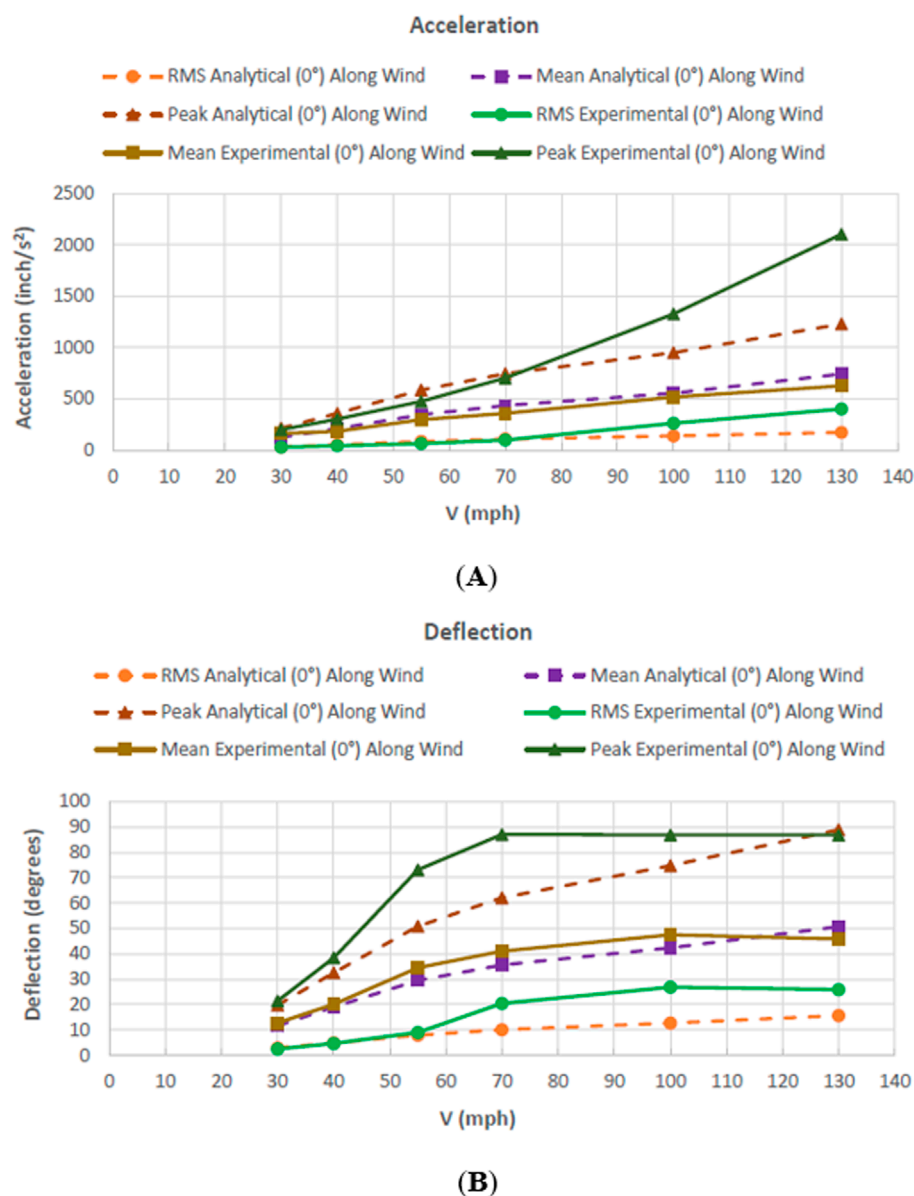 Acceleration
RMS Analytical (0°) Along Wind
Mean Analytical (0°) Along Wind
Peak Analytical (0°) Along Wind
RMS Experimental (0°) Along Wind
Mean Experimental (0°) Along Wind
Peak Experimental (0°) Along Wind
Acceleration (inch/s²)
2500
2000
1500
1000
500
0
0 10 20 30 40 50 60 70 80 90 100 110 120 130 140
V (mph)
(A)
Deflection
RMS Analytical (0°) Along Wind
Mean Analytical (0°) Along Wind
Peak Analytical (0°) Along Wind
RMS Experimental (0°) Along Wind
Mean Experimental (0°) Along Wind
Peak Experimental (0°) Along Wind
Deflection (degrees)
100
90
80
70
60
50
40
30
20
10
0
0 10 20 30 40 50 60 70 80 90 100 110 120 130 140
V (mph)
(B)